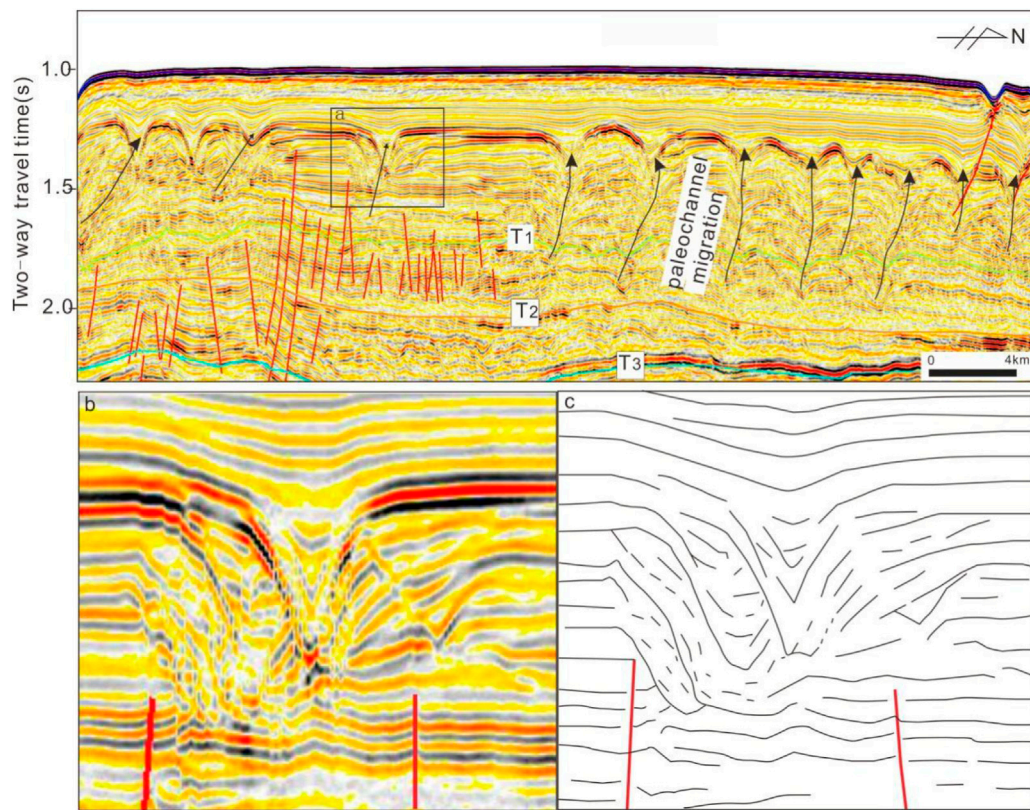 N
Two-way travel time(s)
1.0
1.5
2.0
a
T1
T2
T3
paleochannel
migration
0 4km
b
c